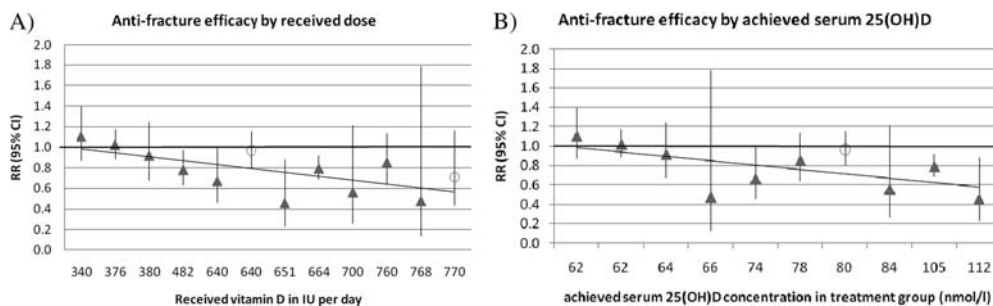 A)
Anti-fracture efficacy by received dose
RR (95% CI)
2.0
1.8
1.6
1.4
1.2
1.0
0.8
0.6
0.4
0.2
0.0
340 376 380 482 640 640 651 664 700 760 768 770
Received vitamin D in IU per day
B)
Anti-fracture efficacy by achieved serum 25(OH)D
RR (95% CI)
2.0
1.8
1.6
1.4
1.2
1.0
0.8
0.6
0.4
0.2
0.0
62 62 64 66 74 78 80 84 105 112
achieved serum 25(OH)D concentration in treatment group (nmol/l)